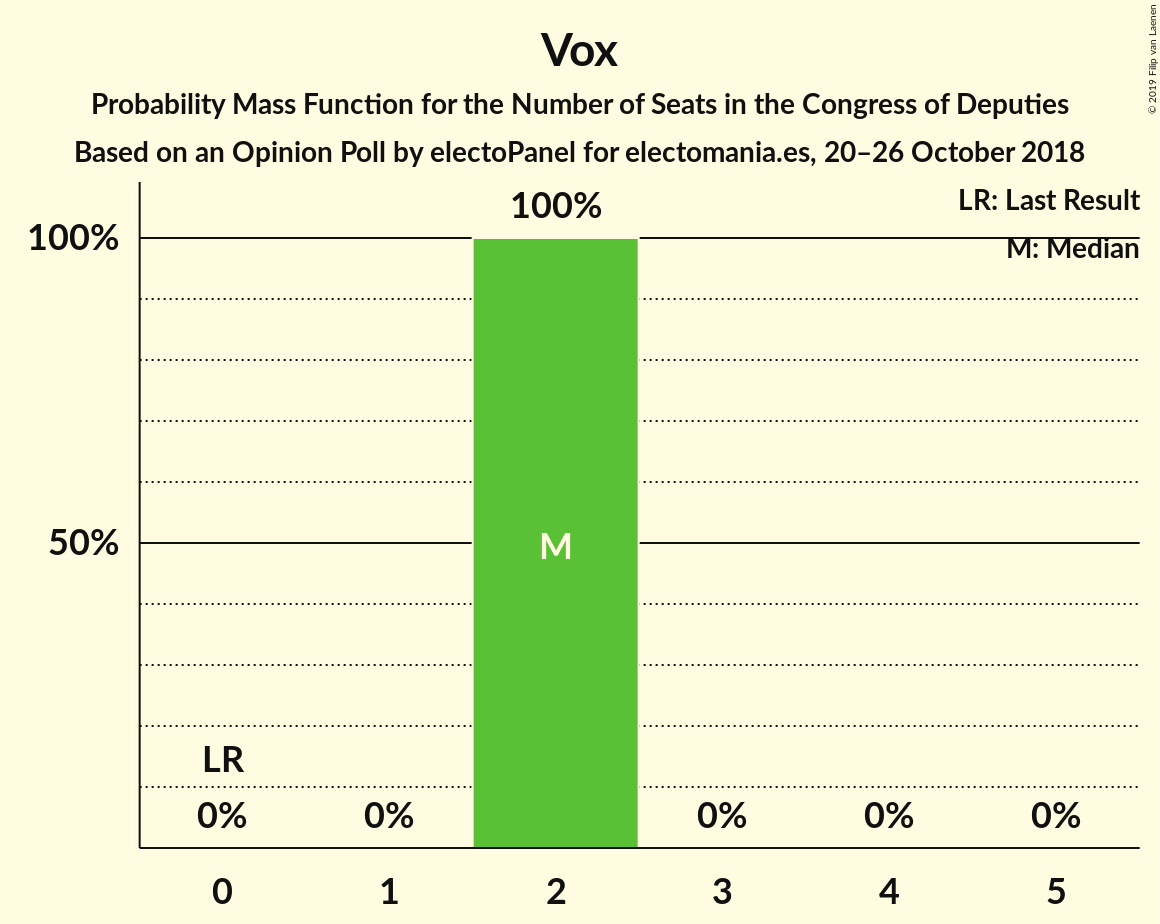 Vox
Probability Mass Function for the Number of Seats in the Congress of Deputies
Based on an Opinion Poll by electoPanel for electomania.es, 20–26 October 2018
© 2019 Filip van Laenen
LR: Last Result
M: Median
100%
100%
50%
M
LR
0% 0% 0% 0% 0%
0 1 2 3 4 5